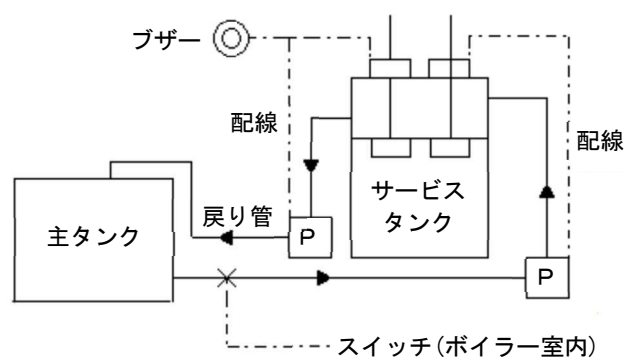 ブザー
配線
配線
サービス
タンク
戻り管
主タンク
P
P
スイッチ(ボイラー室内)